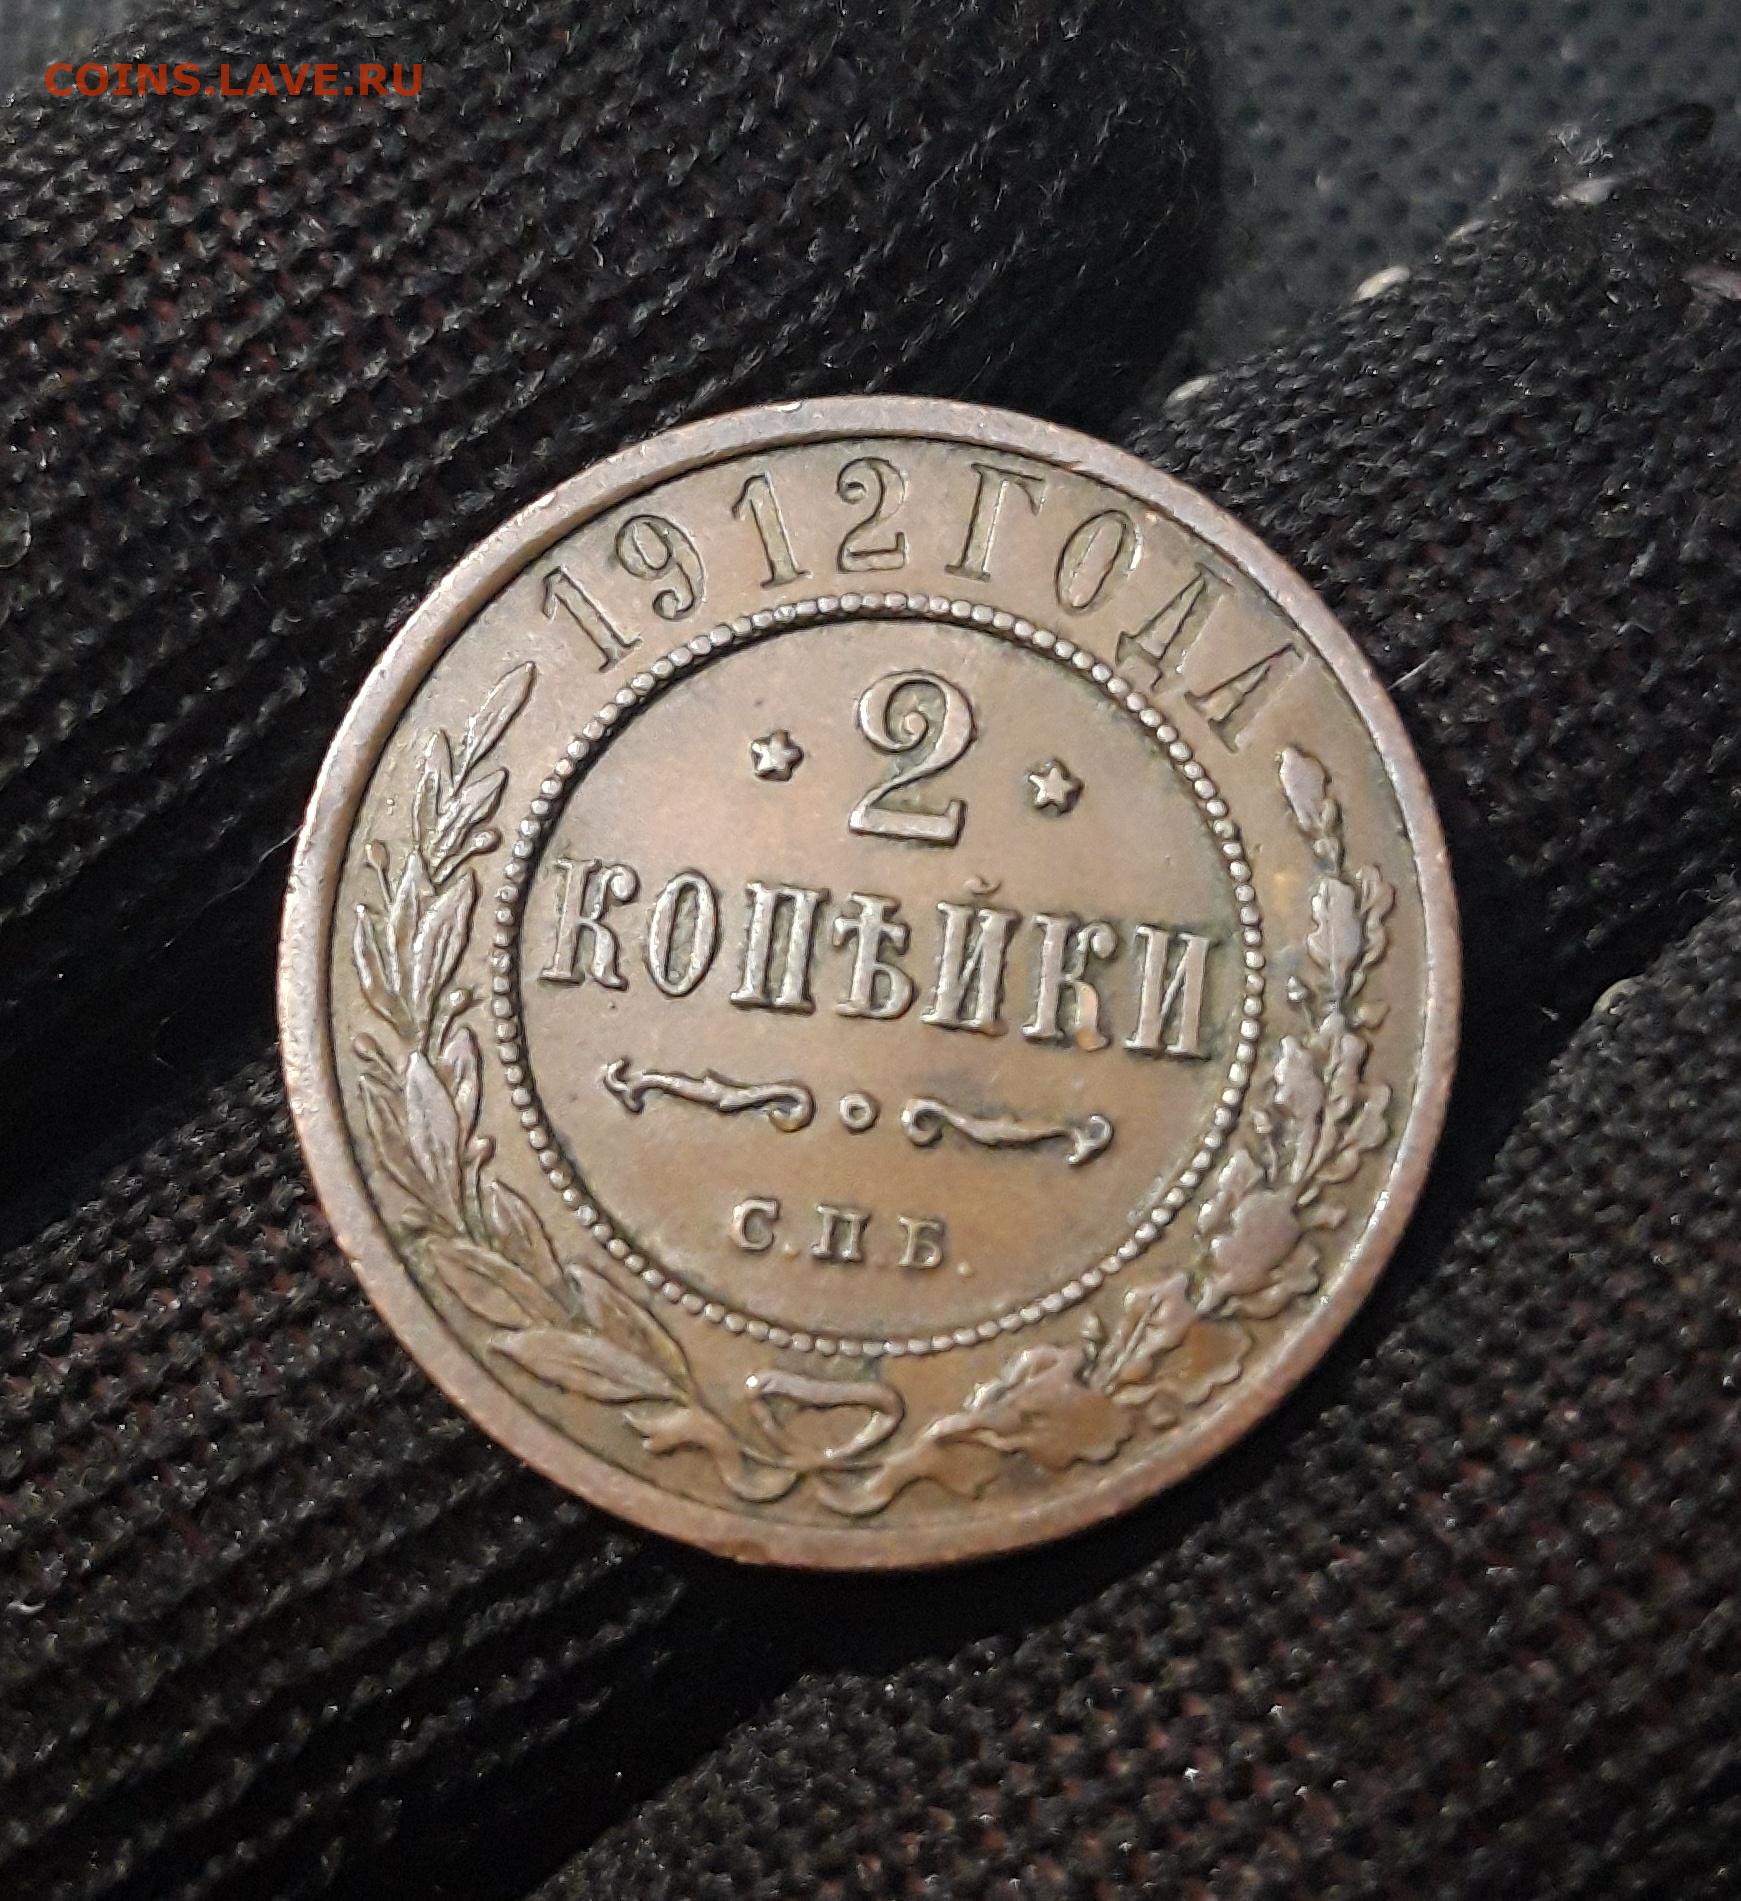 COINS.LAVE.RU
1912 ГОДА
2
КОПѢЙКИ
С.П.Б.